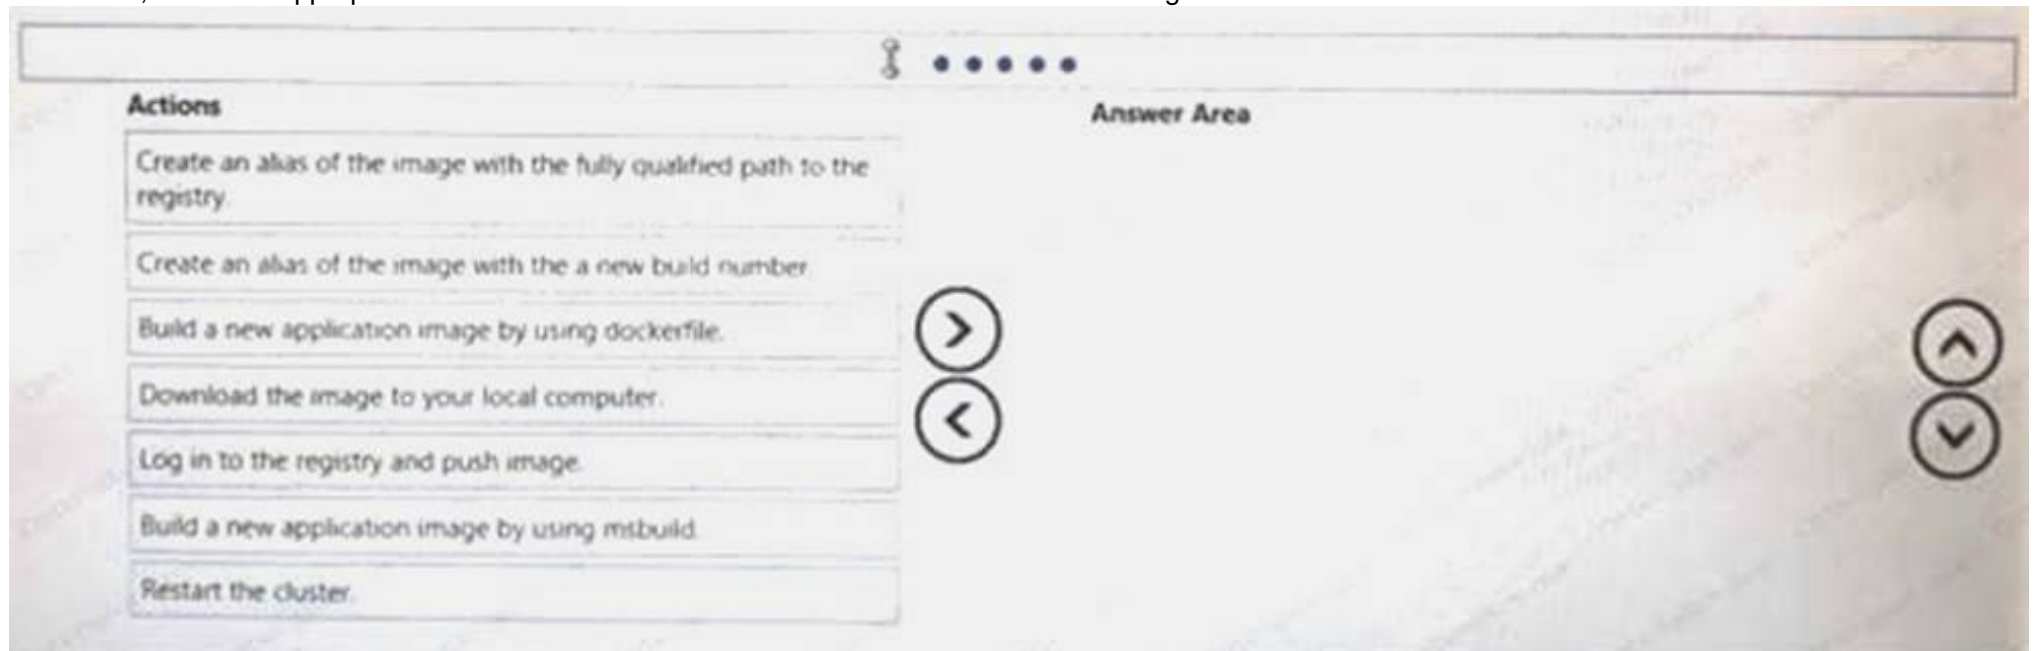 Actions
Answer Area
Create an alias of the image with the fully qualified path to the
registry.
Create an alias of the image with the a new build number
Build a new application image by using dockerfile.
Download the image to your local computer.
Log in to the registry and push image.
Build a new application image by using msbuild.
Restart the cluster.